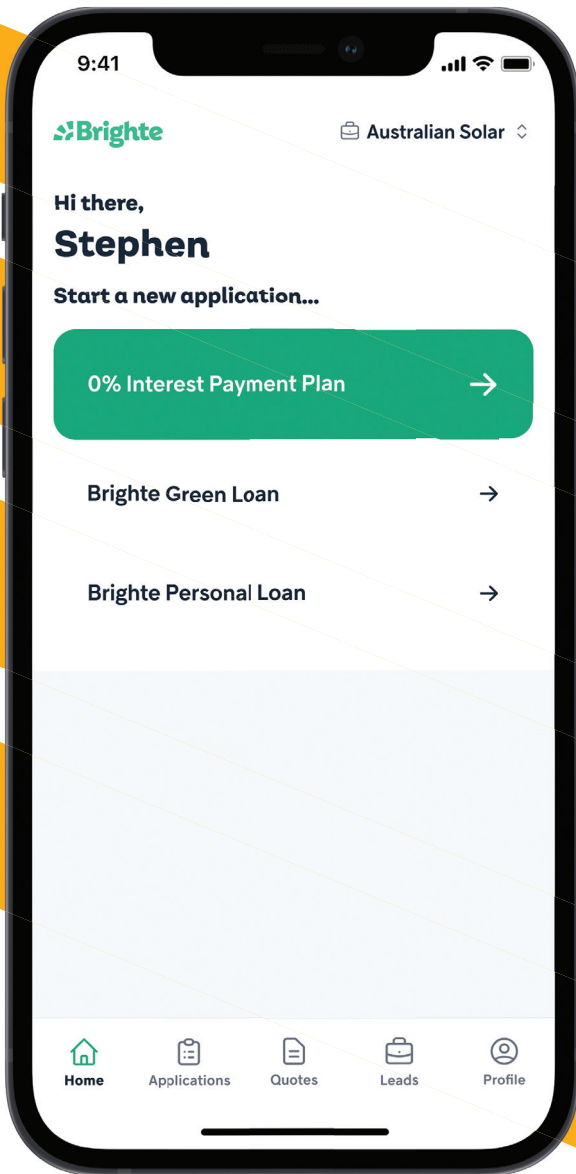 9:41
Brighte
Australian Solar
Hi there,
Stephen
Start a new application...
0% Interest Payment Plan
Brighte Green Loan
Brighte Personal Loan
Home Applications Quotes Leads Profile